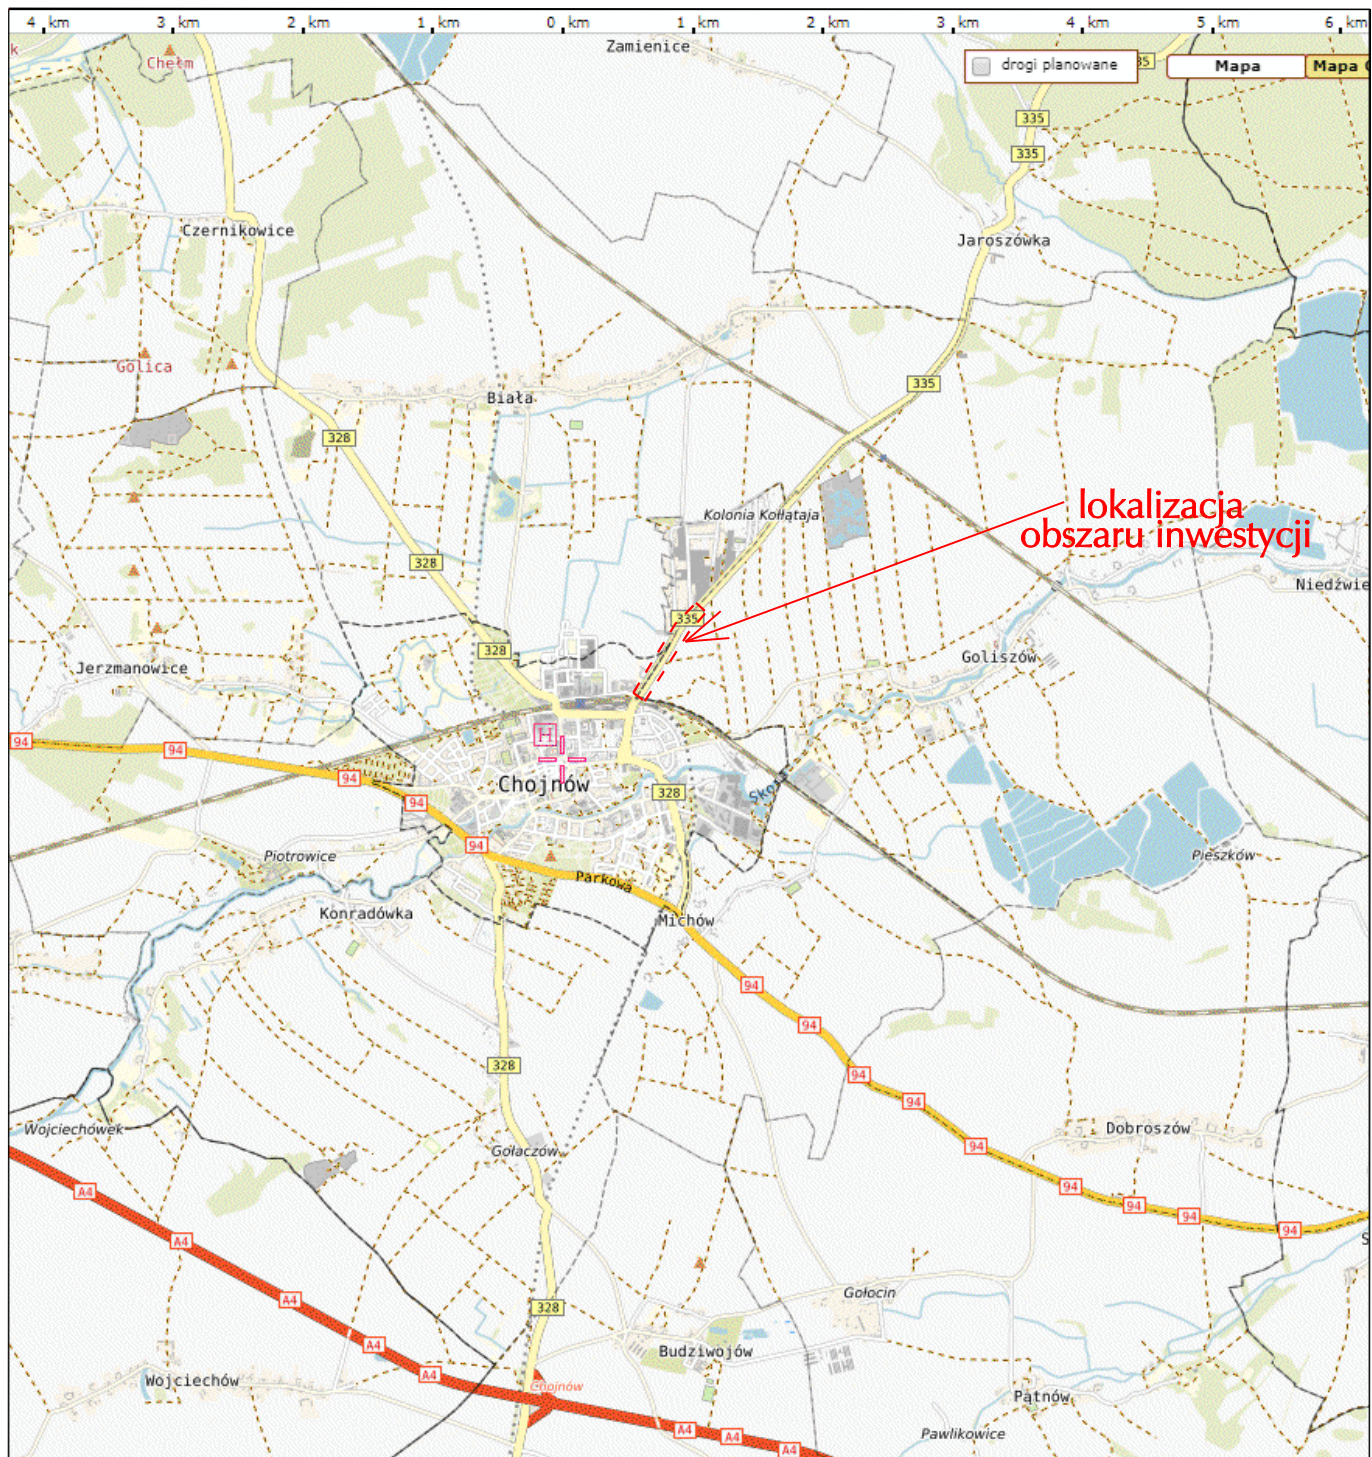 4 km 3 km 2 km 1 km 0 km 1 km 2 km 3 km 4 km 5 km 6 km
k
Chełm
Zamienice
drogi planowane
35
Mapa
Mapa
335
335
Czernikowice
Jaroszówka
Golica
Biała
335
328
Kolonia Kołłątaja
lokalizacja
obszaru inwestycji
328
Niedźwie
335
328
Goliszów
Jerzmanowice
94
94
H
94
Chojnów
328
Skora
94
94
Piotrowice
Parkowa
Pieszków
Konradówka
Michów
94
94
328
94
94
Wojciechówek
Dobroszów
94
Gołaczów
94
A4
94
94
94
A4
S
A4
328
Gołocin
A4
Budziwojów
A4
Wojciechów
Chojnów
Pątnów
A4
A4
Pawlikowice
A4